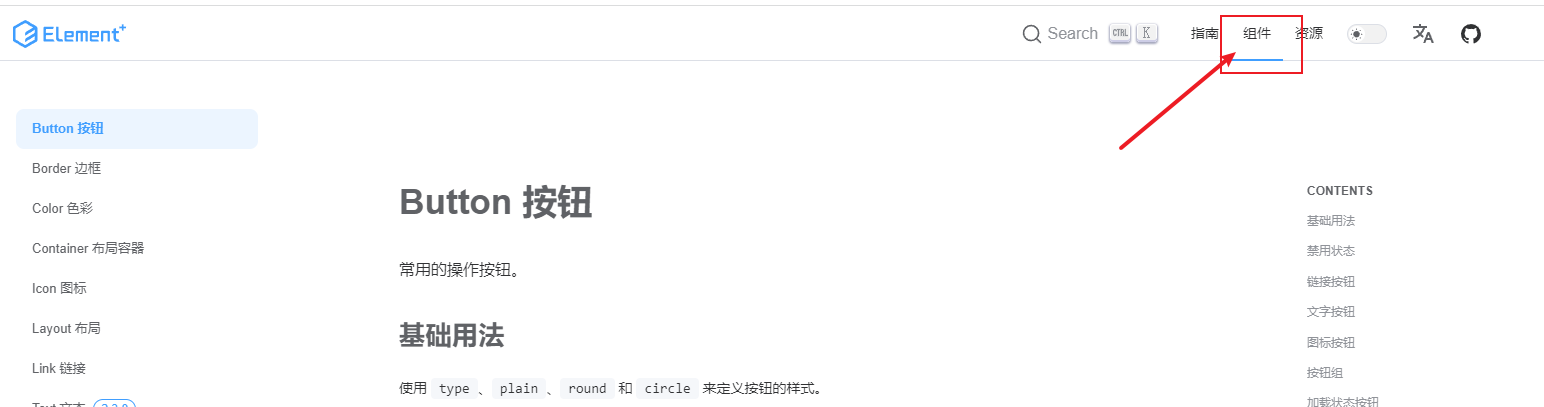 Element+
Search CTRL K 指南 组件 资源
Button 按钮
Border 边框
Color 色彩
Container 布局容器
Icon 图标
Layout 布局
Link 链接
Button 按钮
常用的操作按钮。
基础用法
使用 type 、 plain 、 round 和 circle 来定义按钮的样式。
CONTENTS
基础用法
禁用状态
链接按钮
文字按钮
图标按钮
按钮组
加载状态按钮